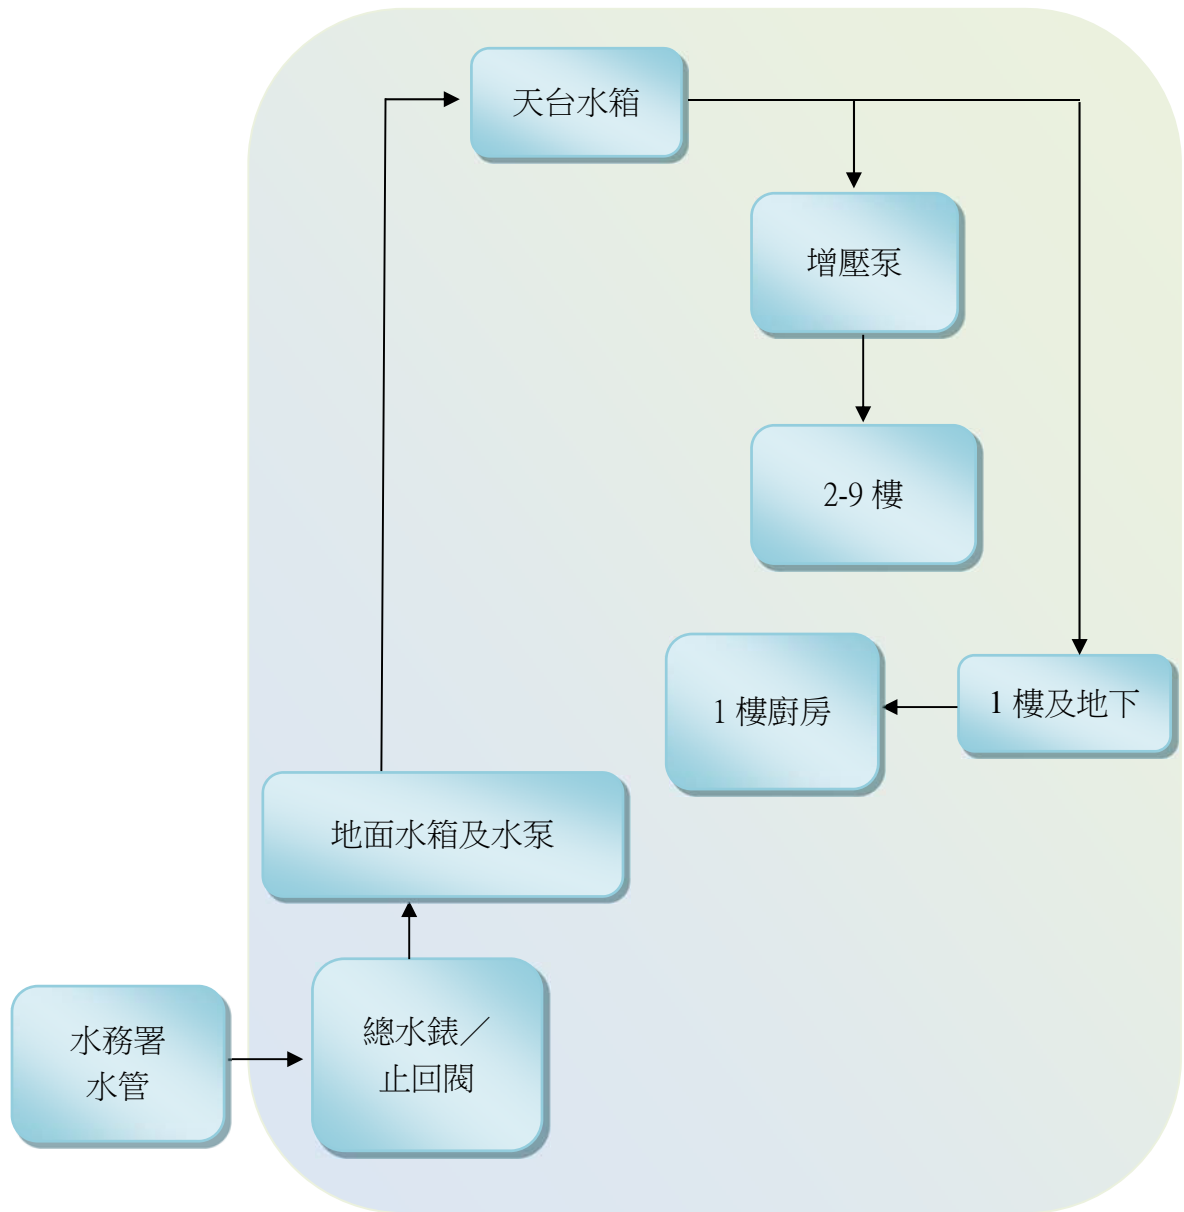 天台水箱
增壓泵
2-9 樓
1 樓廚房
1 樓及地下
地面水箱及水泵
水務署
水管
總水錶／
止回閥